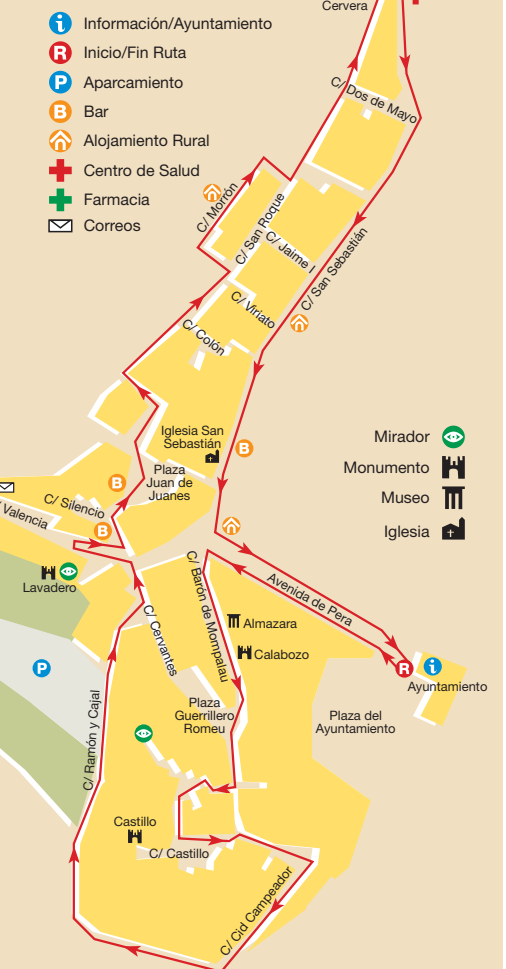 Cervera
i Información/Ayuntamiento
R Inicio/Fin Ruta
P Aparcamiento
B Bar
Alojamiento Rural
Centro de Salud
Farmacia
Correos
C/ Dos de Mayo
C/ Morrón
C/ San Roque
C/ Jaime I
C/ San Sebastián
C/ Viriato
C/ Colón
Iglesia San
Sebastián
B
Plaza
Juan de
Juanes
B
C/ Silencio
B
Valencia
Mirador
Monumento
Museo
Iglesia
Lavadero
C/ Cervantes
C/ Barón de Mompalau
Avenida de Pera
Almazara
Calabozo
P
R
i
Ayuntamiento
Plaza
Guerrillero
Romeu
Plaza del
Ayuntamiento
C/ Ramón y Cajal
Castillo
C/ Castillo
C/ Cid Campeador